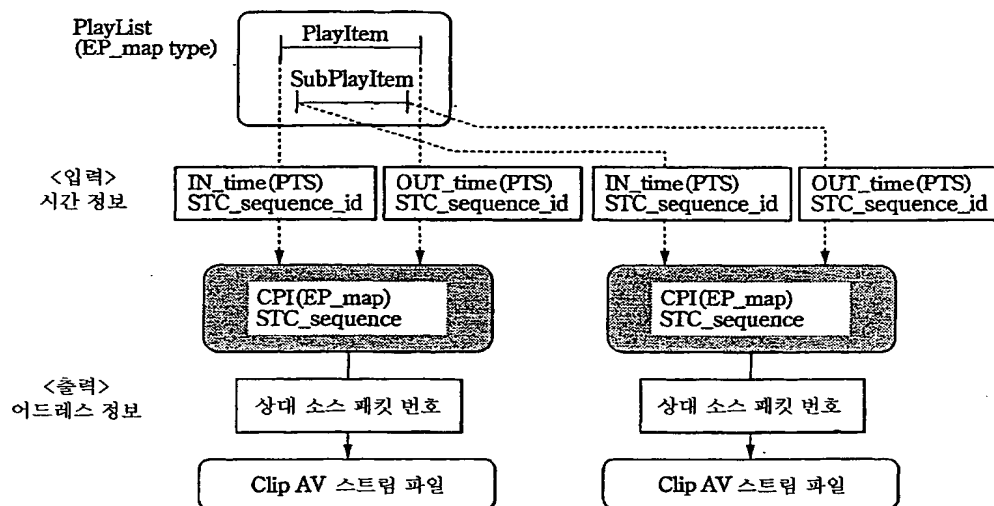 PlayList
(EP_map type)
PlayItem
SubPlayItem
<입력>
시간 정보
IN_time(PTS)
STC_sequence_id
OUT_time(PTS)
STC_sequence_id
IN_time(PTS)
STC_sequence_id
OUT_time(PTS)
STC_sequence_id
CPI(EP_map)
STC_sequence
CPI(EP_map)
STC_sequence
<출력>
어드레스 정보
상대 소스 패킷 번호
상대 소스 패킷 번호
Clip AV 스트림 파일
Clip AV 스트림 파일